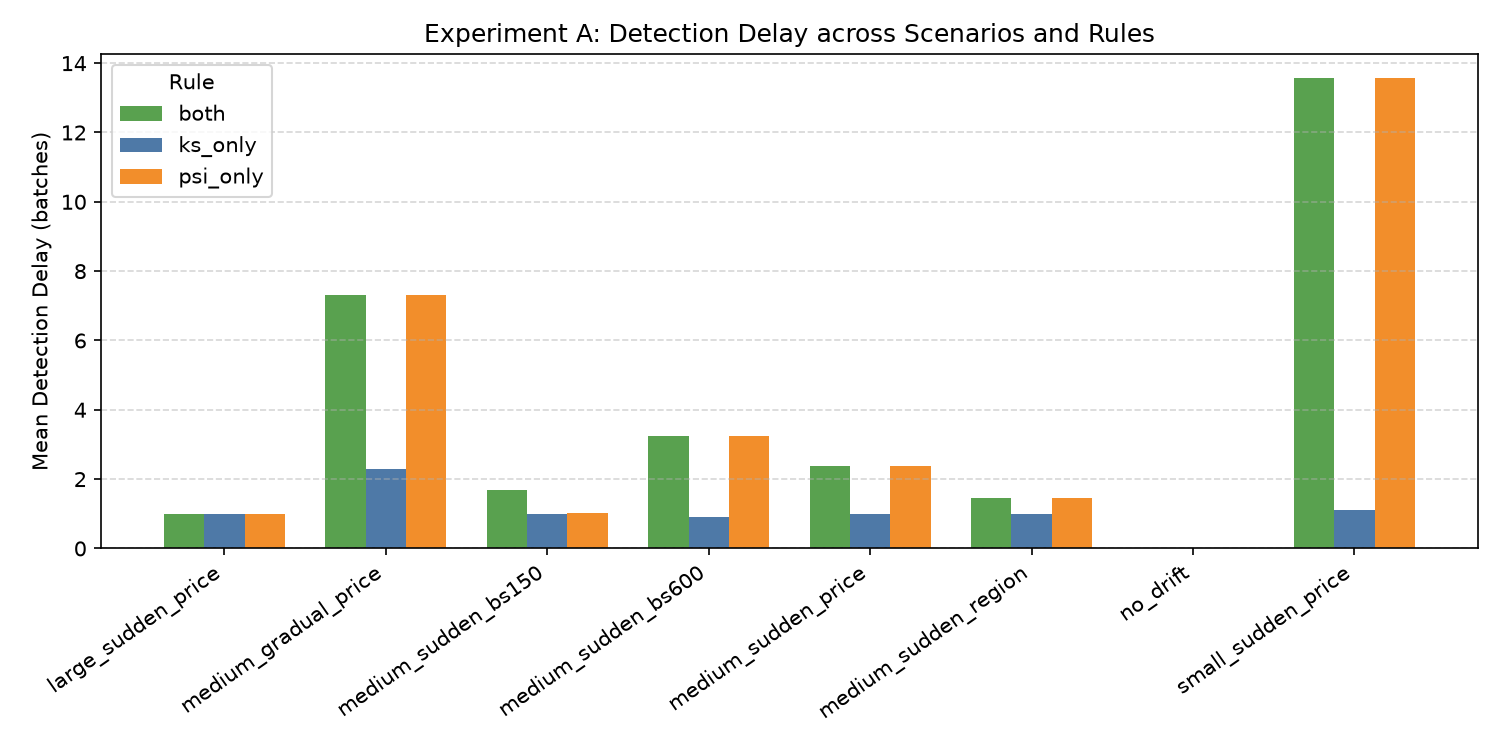 Experiment A: Detection Delay across Scenarios and Rules
Mean Detection Delay (batches)
14
12
10
8
6
4
2
0
Rule
both
ks_only
psi_only
large_sudden_price
medium_gradual_price
medium_sudden_bs150
medium_sudden_bs600
medium_sudden_price
medium_sudden_region
no_drift
small_sudden_price